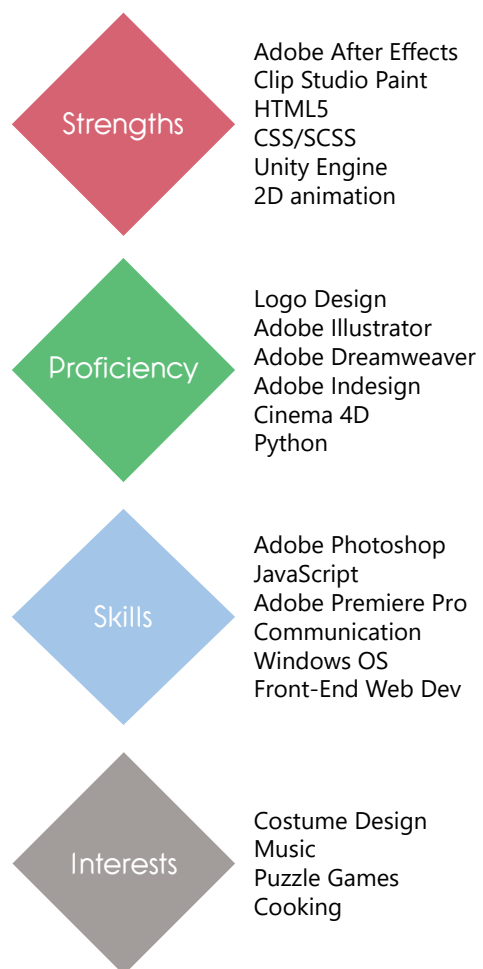 Strengths
Adobe After Effects
Clip Studio Paint
HTML5
CSS/SCSS
Unity Engine
2D animation
Proficiency
Logo Design
Adobe Illustrator
Adobe Dreamweaver
Adobe Indesign
Cinema 4D
Python
Skills
Adobe Photoshop
JavaScript
Adobe Premiere Pro
Communication
Windows OS
Front-End Web Dev
Interests
Costume Design
Music
Puzzle Games
Cooking